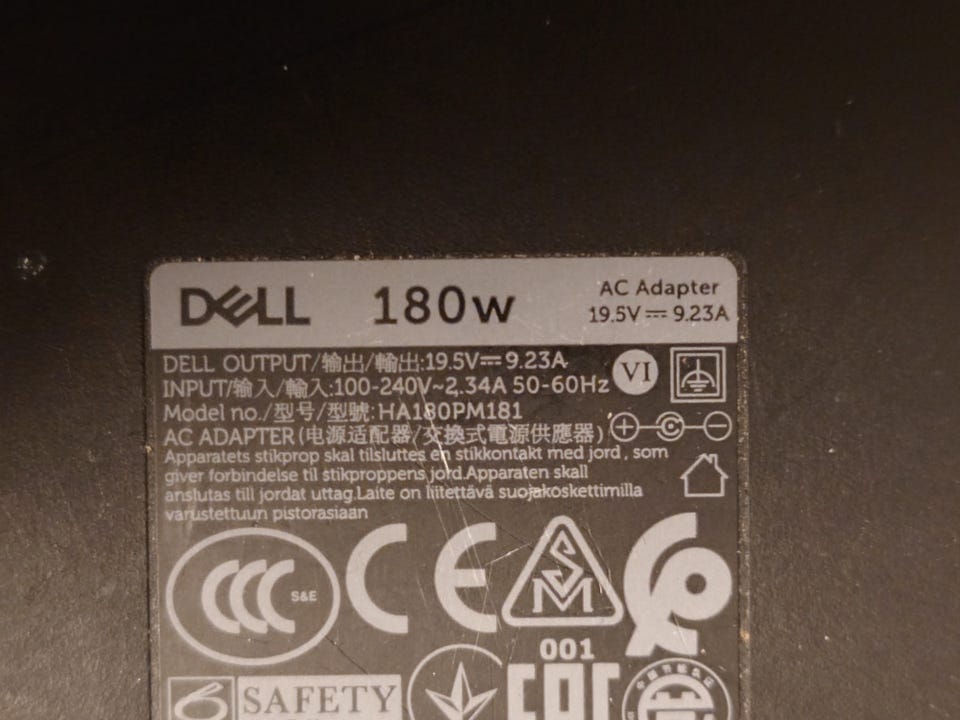 DELL 180w AC Adapter
19.5V⎓9.23A
DELL OUTPUT/输出/輸出:19.5V⎓9.23A
INPUT/输入/輸入:100-240V~2.34A 50-60Hz VI
Model no./型号/型號:HA180PM181
AC ADAPTER(电源适配器/交換式電源供應器)
Apparatets stikprop skal tilsluttes en stikkontakt med jord, som
giver forbindelse til stikproppens jord.Apparaten skall
anslutas till jordat uttag.Laite on liitettävä suojakoskettimilla
varustettuun pistorasiaan
CCC S&E CE SM
001
SAFETY EAC